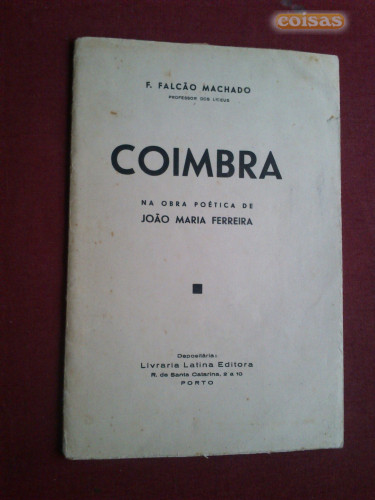 coisas
F. FALCÃO MACHADO
PROFESSOR DOS LICEUS
COIMBRA
NA OBRA POÉTICA DE
JOÃO MARIA FERREIRA
Depositária:
Livraria Latina Editora
R. de Santa Catarina, 2 a 10
PORTO